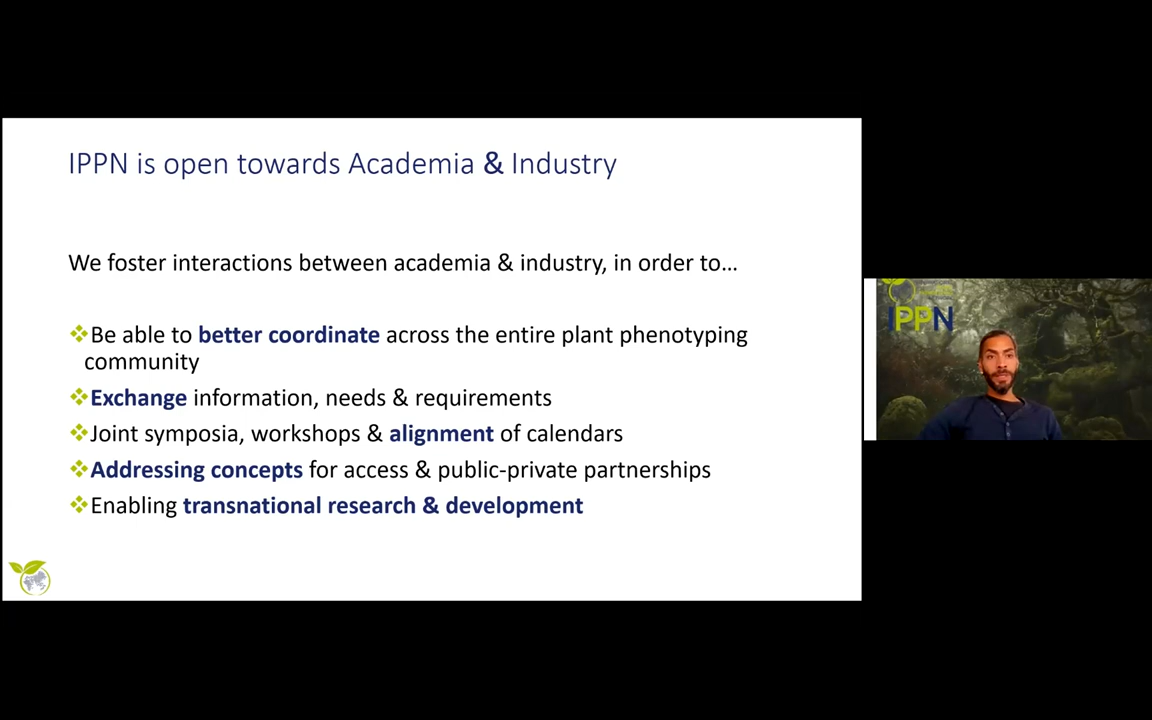 IPPN is open towards Academia & Industry
We foster interactions between academia & industry, in order to…
Be able to better coordinate across the entire plant phenotyping
community
Exchange information, needs & requirements
Joint symposia, workshops & alignment of calendars
Addressing concepts for access & public-private partnerships
Enabling transnational research & development
IPPN